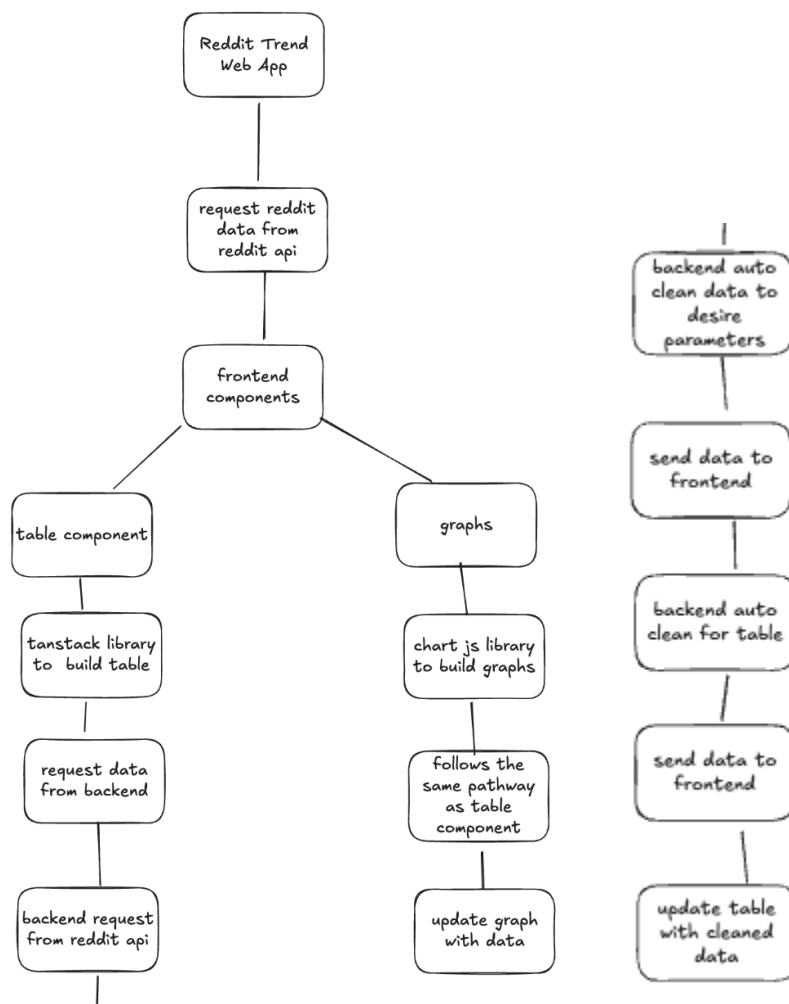 Reddit Trend
Web App
request reddit
data from
reddit api
frontend
components
table component
tanstack library
to build table
request data
from backend
backend request
from reddit api
graphs
chart js library
to build graphs
follows the
same pathway
as table
component
update graph
with data
backend auto
clean data to
desire
parameters
send data to
frontend
backend auto
clean for table
send data to
frontend
update table
with cleaned
data